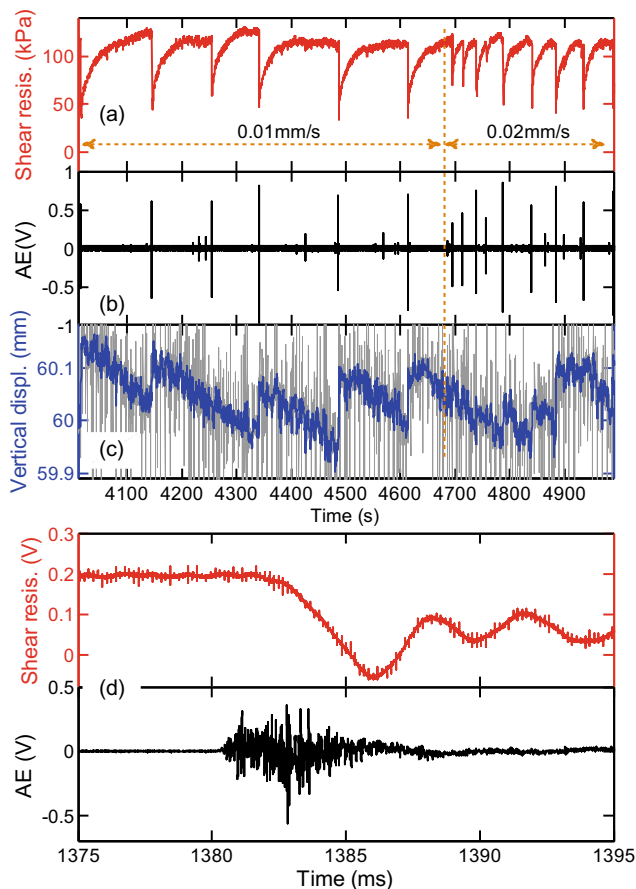 Shear resis. (kPa)
100
50
0
(a)
0.01mm/s
0.02mm/s
AE(V)
1
0.5
0
-0.5
-1
(b)
Vertical displ. (mm)
60.1
60
59.9
(c)
4100 4200 4300 4400 4500 4600 4700 4800 4900
Time (s)
Shear resis. (V)
0.3
0.2
0.1
0
(d)
AE (V)
0.5
0
-0.5
1375 1380 1385 1390 1395
Time (ms)